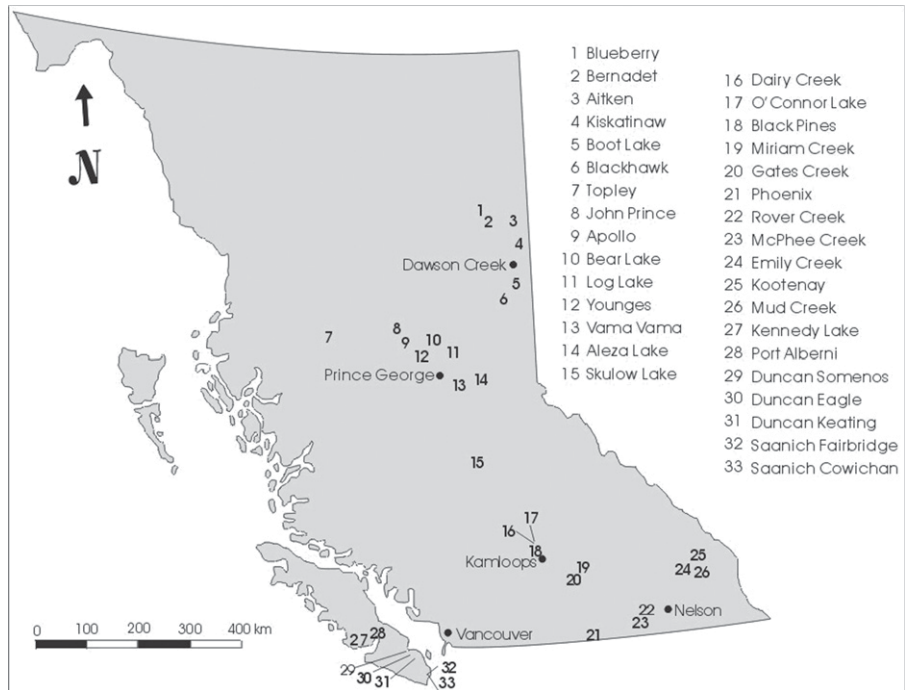 1 Blueberry
2 Bernadet
3 Aitken
4 Kiskatinaw
5 Boot Lake
6 Blackhawk
7 Topley
8 John Prince
9 Apollo
10 Bear Lake
11 Log Lake
12 Younges
13 Vama Vama
14 Aleza Lake
15 Skulow Lake
16 Dairy Creek
17 O'Connor Lake
18 Black Pines
19 Miriam Creek
20 Gates Creek
21 Phoenix
22 Rover Creek
23 McPhee Creek
24 Emily Creek
25 Kootenay
26 Mud Creek
27 Kennedy Lake
28 Port Alberni
29 Duncan Somenos
30 Duncan Eagle
31 Duncan Keating
32 Saanich Fairbridge
33 Saanich Cowichan
N
1
2 3
4
Dawson Creek
5
6
7 8
9 10
12 11
Prince George
13 14
15
17
16
18
Kamloops
19
20
25
24 26
22 Nelson
23
21
Vancouver
27 28
29 30 31
32
33
0 100 200 300 400 km